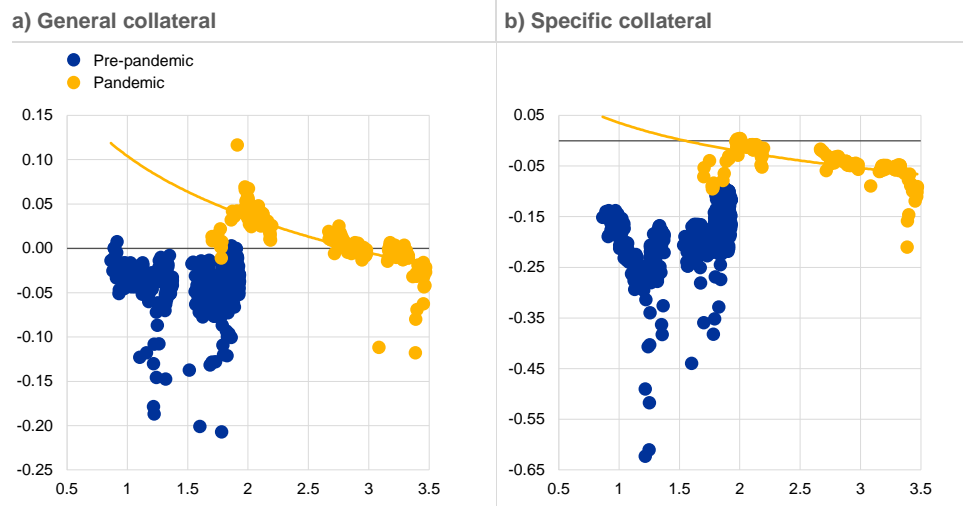 a) General collateral
b) Specific collateral
Pre-pandemic
Pandemic
0.15
0.10
0.05
0.00
-0.05
-0.10
-0.15
-0.20
-0.25
0.5 1 1.5 2 2.5 3 3.5
0.05
-0.05
-0.15
-0.25
-0.35
-0.45
-0.55
-0.65
0.5 1 1.5 2 2.5 3 3.5